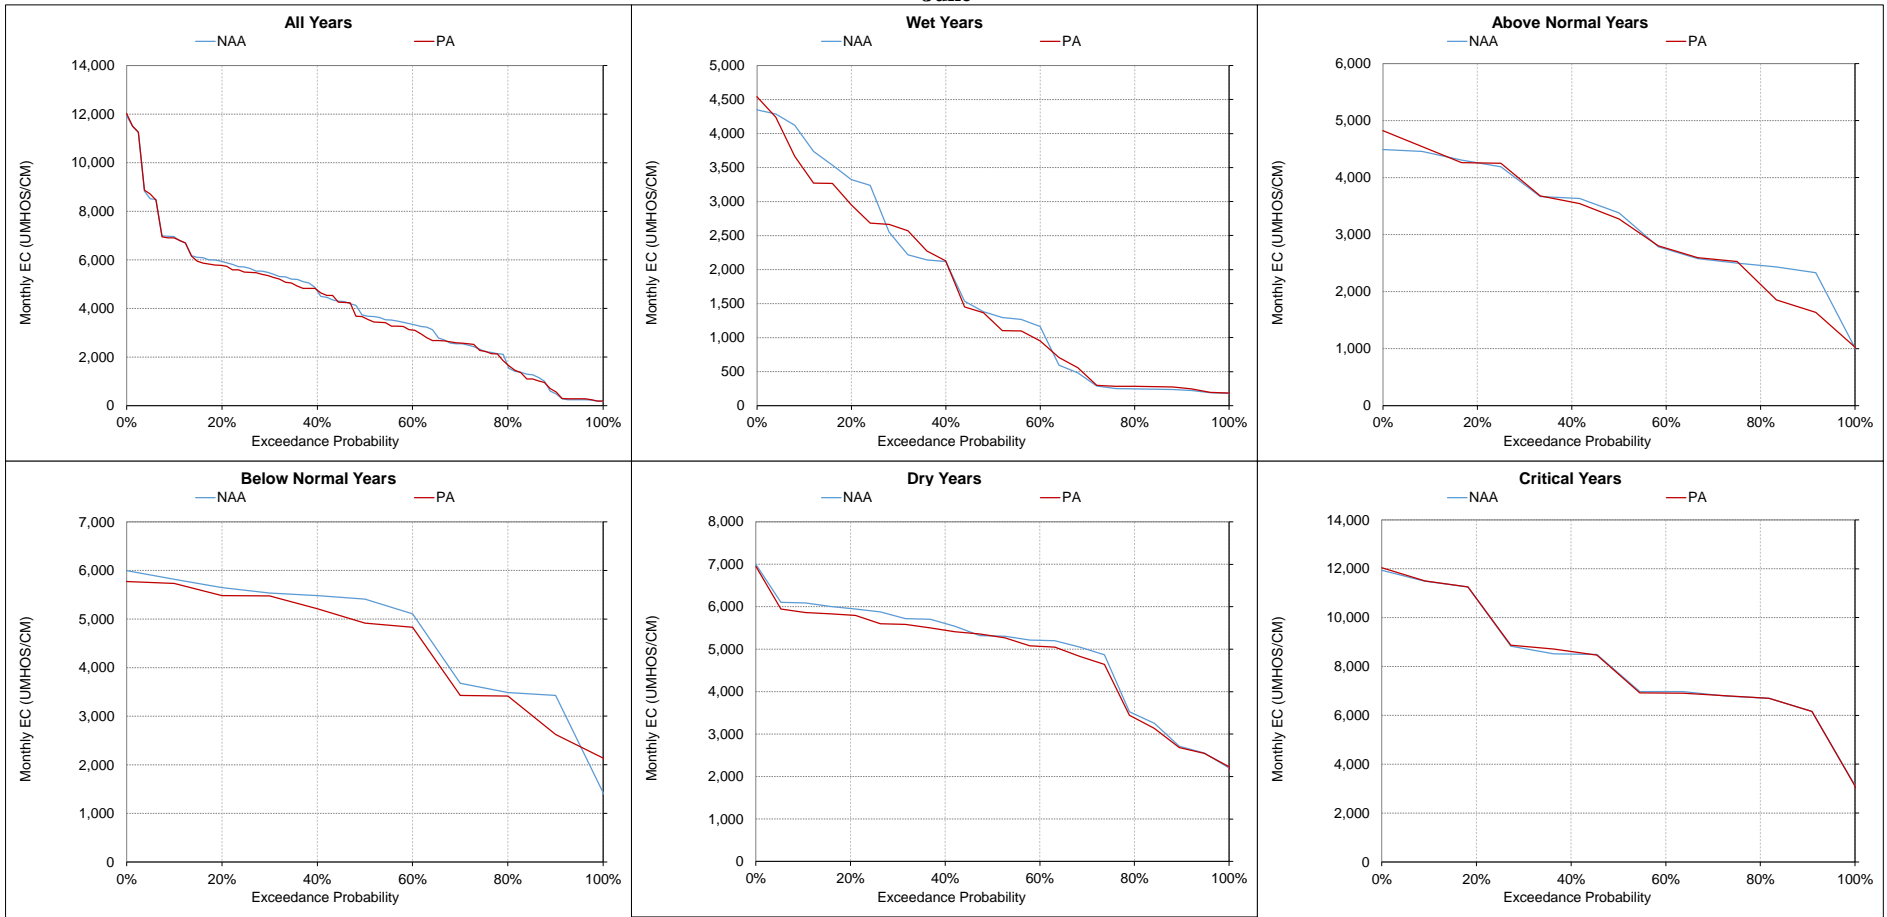 All Years
NAA PA
14,000
12,000
10,000
8,000
6,000
4,000
2,000
0
0% 20% 40% 60% 80% 100%
Monthly EC (UMHOS/CM)
Exceedance Probability
Wet Years
NAA PA
5,000
4,500
4,000
3,500
3,000
2,500
2,000
1,500
1,000
500
0
0% 20% 40% 60% 80% 100%
Monthly EC (UMHOS/CM)
Exceedance Probability
Above Normal Years
NAA PA
6,000
5,000
4,000
3,000
2,000
1,000
0
0% 20% 40% 60% 80% 100%
Monthly EC (UMHOS/CM)
Exceedance Probability
Below Normal Years
NAA PA
7,000
6,000
5,000
4,000
3,000
2,000
1,000
0
0% 20% 40% 60% 80% 100%
Monthly EC (UMHOS/CM)
Exceedance Probability
Dry Years
NAA PA
8,000
7,000
6,000
5,000
4,000
3,000
2,000
1,000
0
0% 20% 40% 60% 80% 100%
Monthly EC (UMHOS/CM)
Exceedance Probability
Critical Years
NAA PA
14,000
12,000
10,000
8,000
6,000
4,000
2,000
0
0% 20% 40% 60% 80% 100%
Monthly EC (UMHOS/CM)
Exceedance Probability